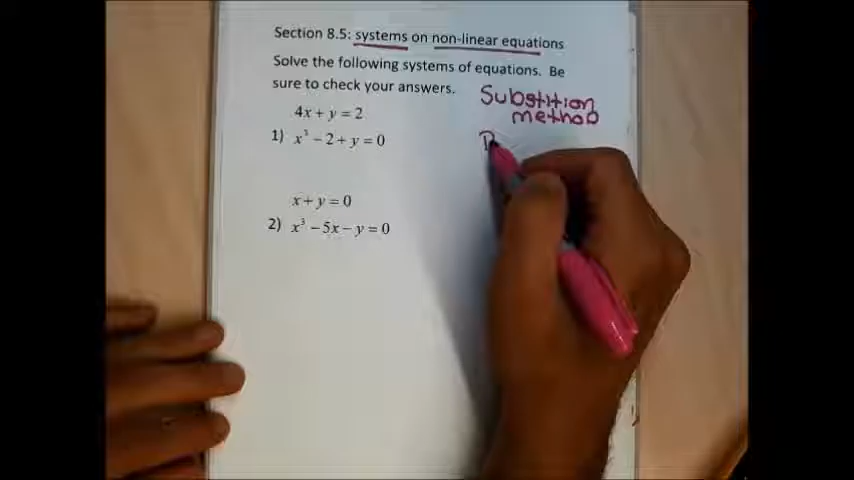 Section 8.5: systems on non-linear equations
Solve the following systems of equations. Be
sure to check your answers.
Substition
method
4x + y = 2
1) x³ − 2 + y = 0
x + y = 0
2) x³ − 5x − y = 0